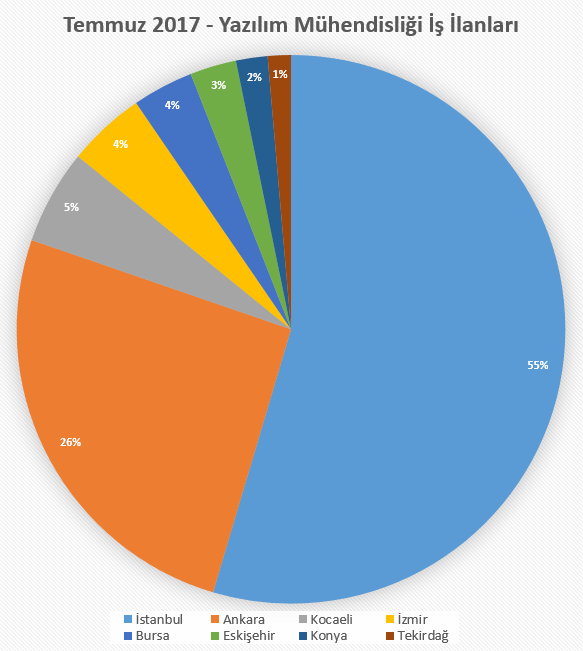 Temmuz 2017 - Yazılım Mühendisliği İş İlanları
1%
2%
3%
4%
4%
5%
55%
26%
İstanbul Ankara Kocaeli İzmir
Bursa Eskişehir Konya Tekirdağ